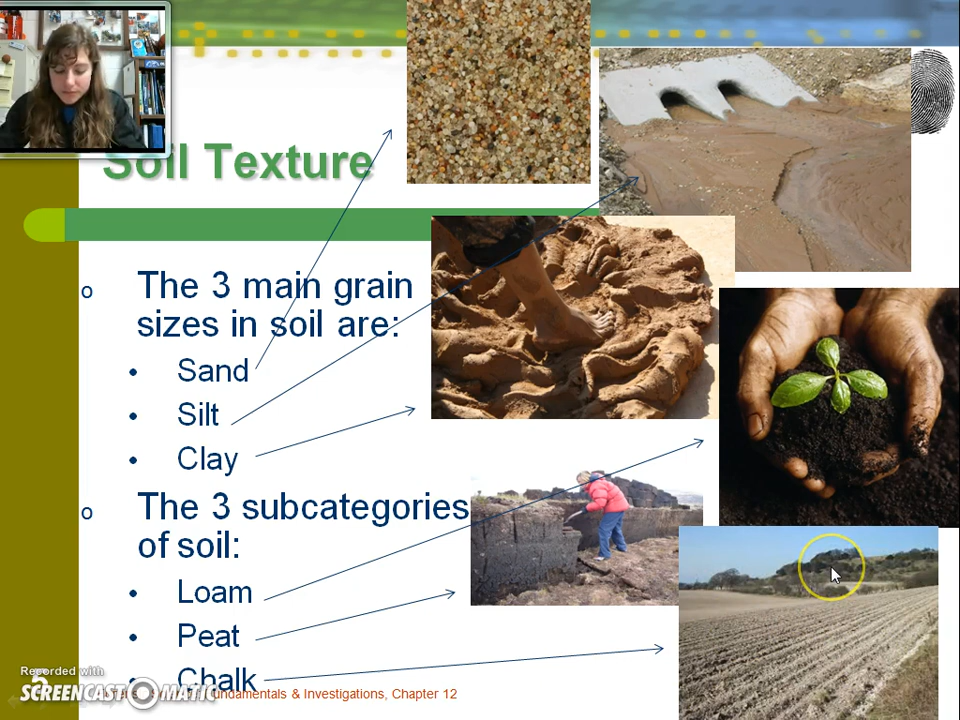 Soil Texture
o The 3 main grain
sizes in soil are:
• Sand
• Silt
• Clay
o The 3 subcategories
of soil:
• Loam
• Peat
• Chalk
Recorded with
SCREENCAST-O-MATIC
Fundamentals & Investigations, Chapter 12